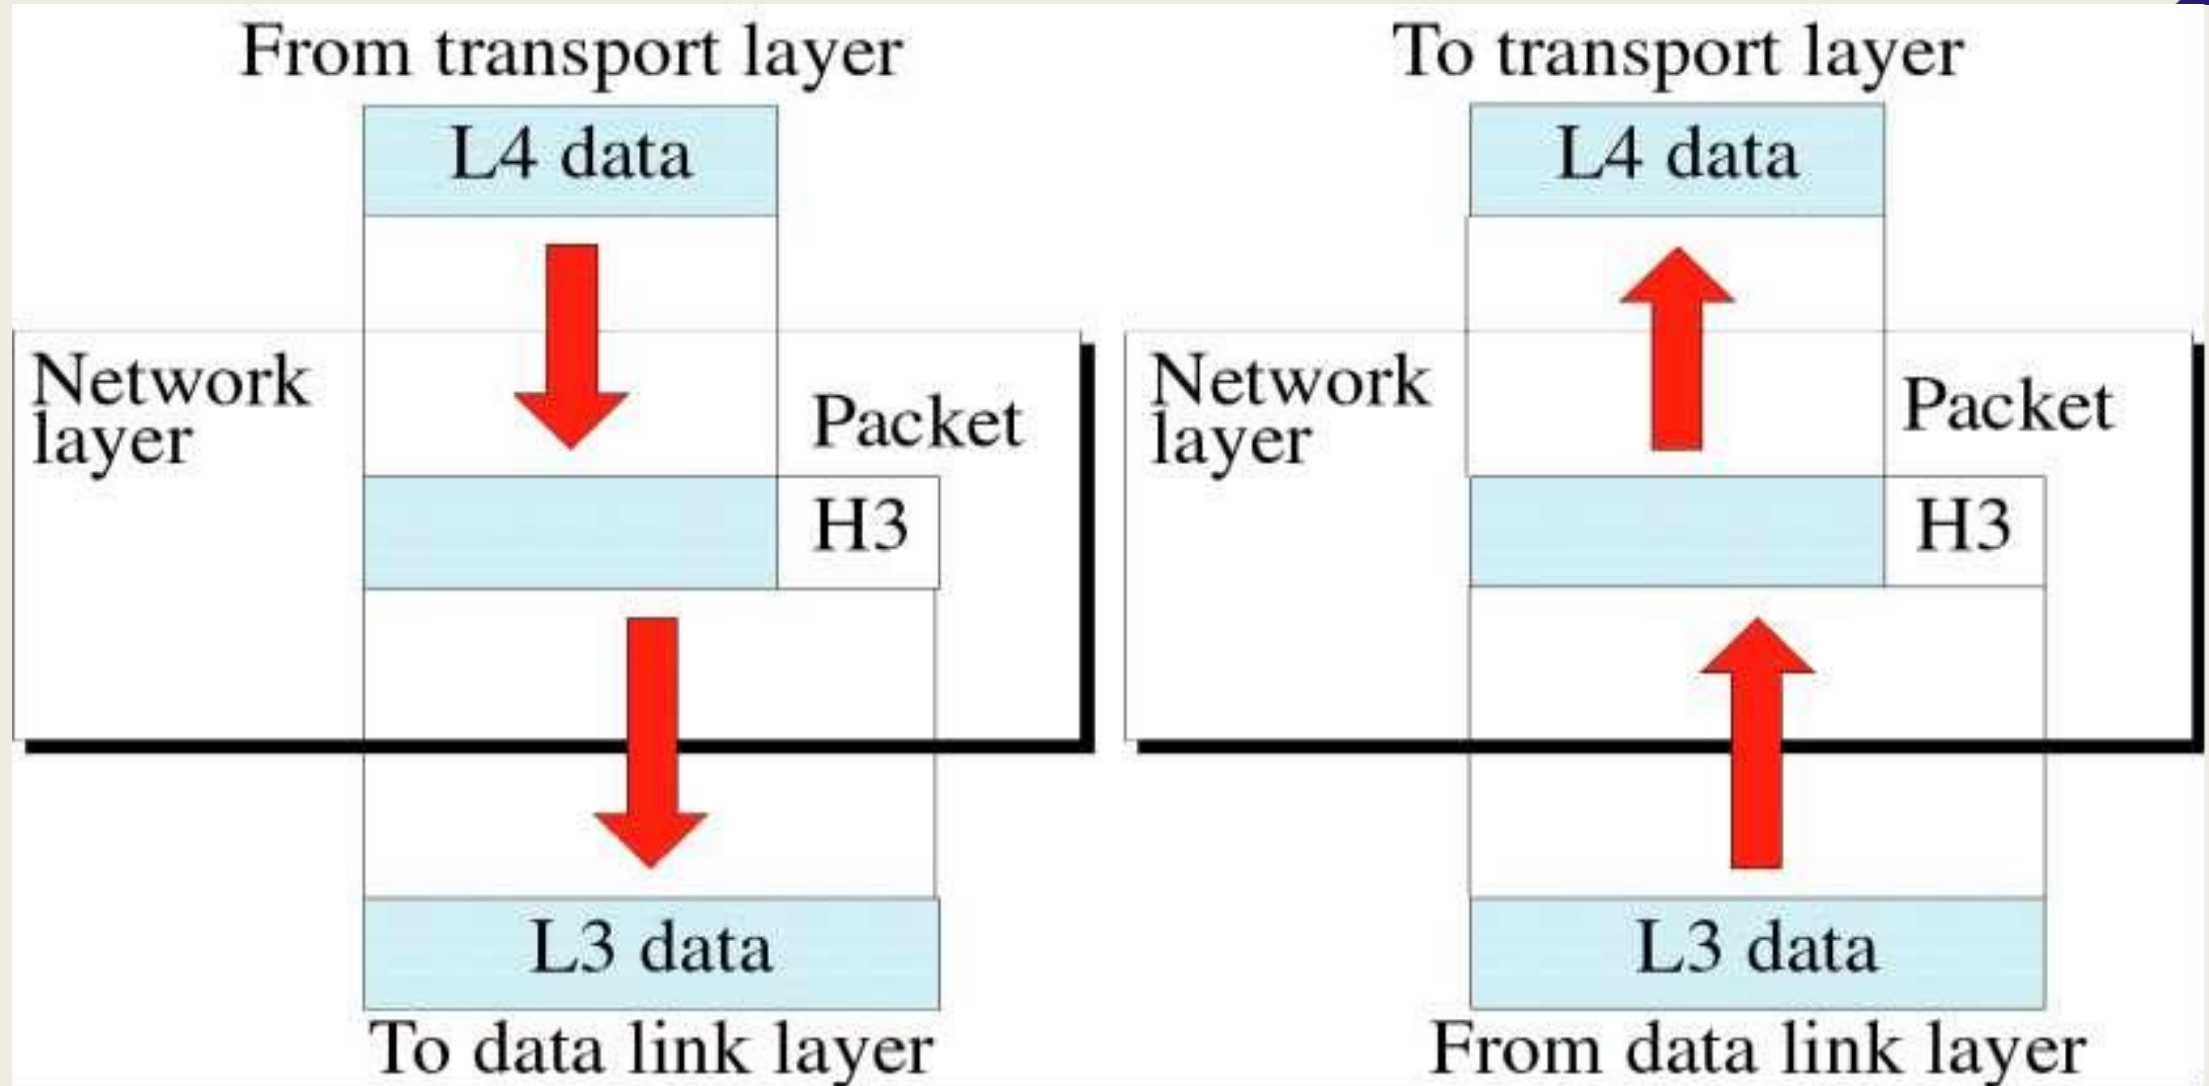 From transport layer
L4 data
Network
layer
Packet
H3
L3 data
To data link layer
To transport layer
L4 data
Network
layer
Packet
H3
L3 data
From data link layer